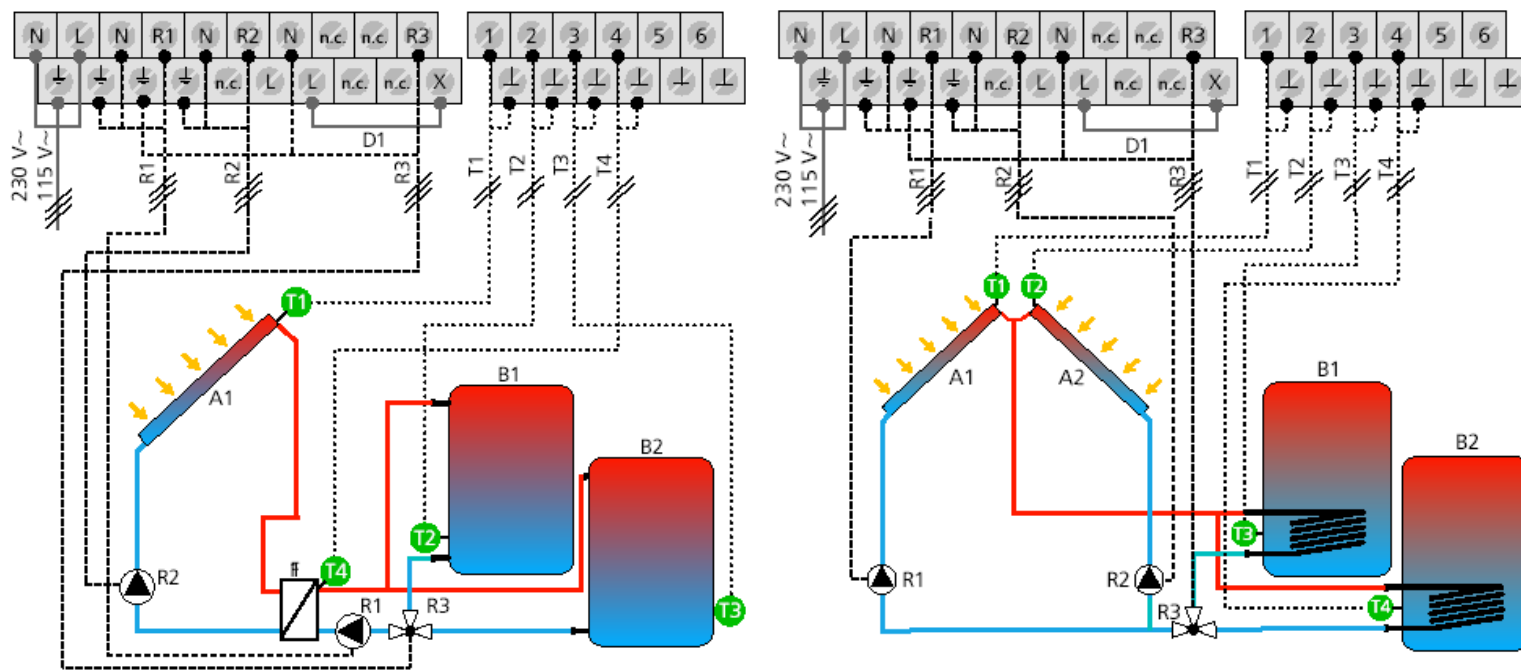 N L N R1 N R2 N n.c. n.c. R3
n.c. L L n.c. n.c. X
1 2 3 4 5 6
230 V~
115 V~
R1
R2
D1
R3
T1
T2
T3
T4
T1
A1
B1
B2
T2
R2
T4
R1
R3
T3
N L N R1 N R2 N n.c. n.c. R3
n.c. L L n.c. n.c. X
1 2 3 4 5 6
230 V~
115 V~
R1
R2
D1
R3
T1
T2
T3
T4
T1
T2
A1
A2
B1
B2
T3
R1
R2
R3
T4